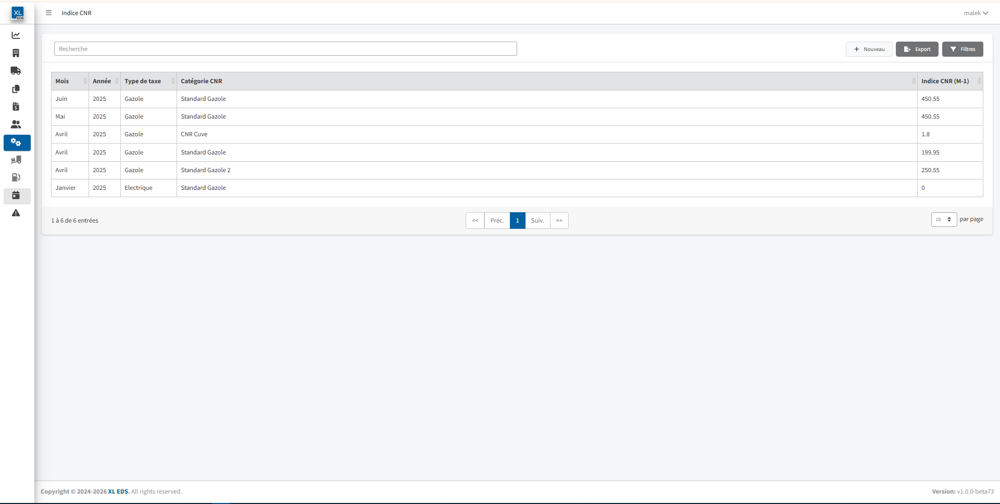 XL EDS
Indice CNR
malek
Recherche
+ Nouveau
Export
Filtres
Mois Année Type de taxe Catégorie CNR Indice CNR (M-1)
Juin 2025 Gazole Standard Gazole 450.55
Mai 2025 Gazole Standard Gazole 450.55
Avril 2025 Gazole CNR Cuve 1.8
Avril 2025 Gazole Standard Gazole 199.95
Avril 2025 Gazole Standard Gazole 2 250.55
Janvier 2025 Electrique Standard Gazole 0
1 à 6 de 6 entrées
<< Préc. 1 Suiv. >>
15 par page
Copyright © 2024-2026 XL EDS. All rights reserved.
Version: v1.0.0-beta73